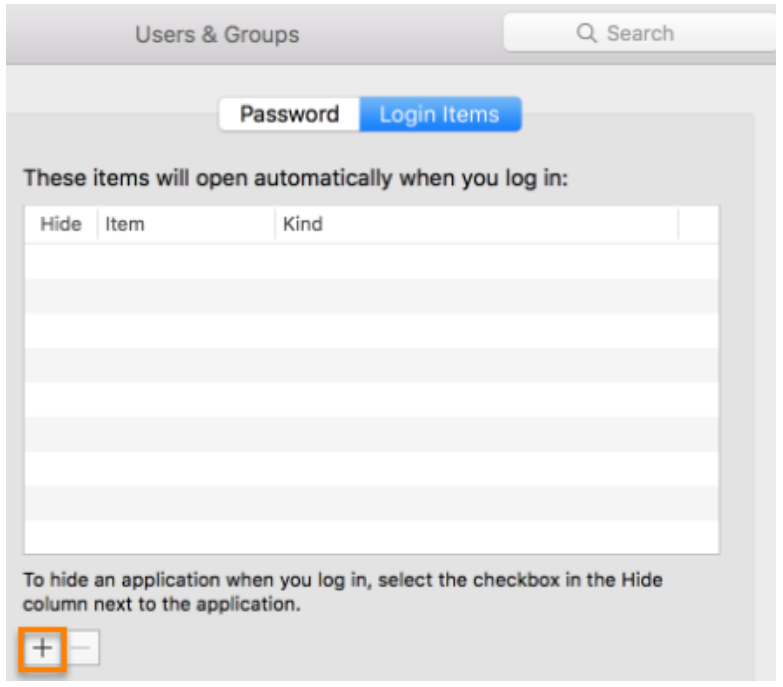 Users & Groups
Search
Password
Login Items
These items will open automatically when you log in:
Hide Item Kind
To hide an application when you log in, select the checkbox in the Hide
column next to the application.
+ −